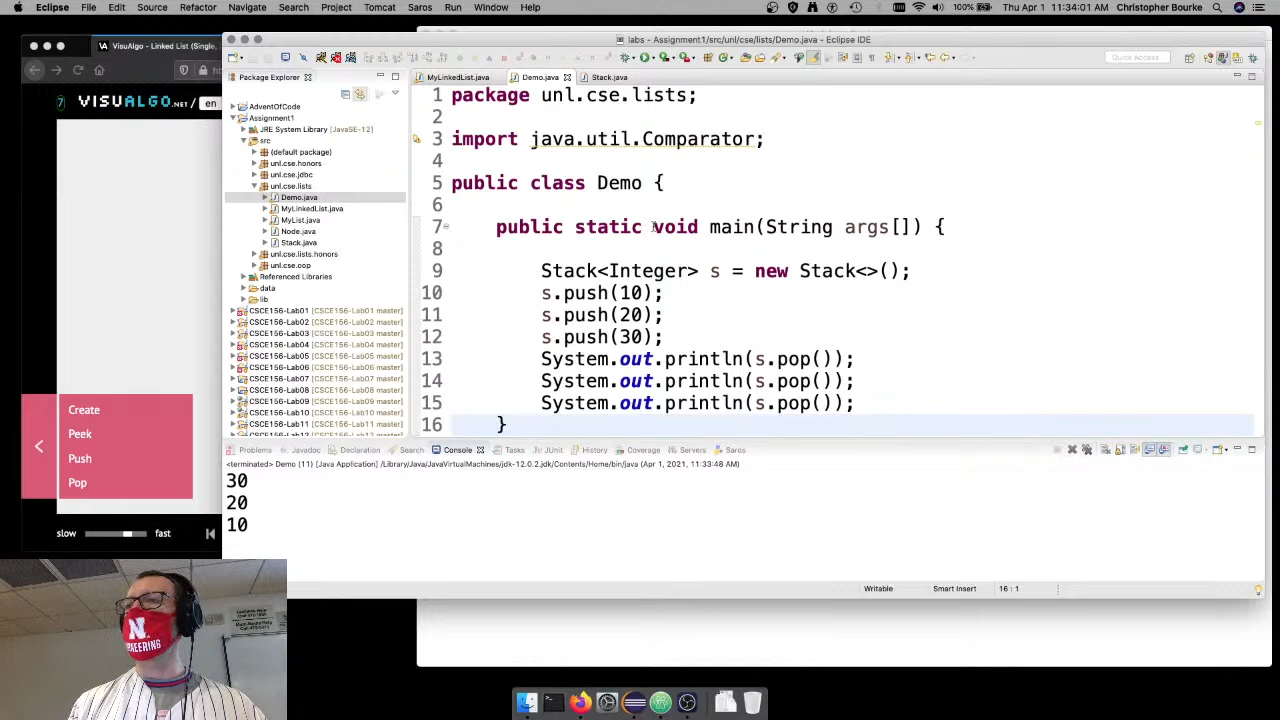 Eclipse File Edit Source Refactor Navigate Search Project Tomcat Saros Run Window Help 100% Thu Apr 1 11:34:01 AM Christopher Bourke
VisuAlgo - Linked List (Single,
labs - Assignment1/src/unl/cse/lists/Demo.java - Eclipse IDE
Quick Access
7 VISUALGO.NET/ en
Package Explorer
AdventOfCode
Assignment1
JRE System Library [JavaSE-12]
src
(default package)
unl.cse.honors
unl.cse.jdbc
unl.cse.lists
Demo.java
MyLinkedList.java
MyList.java
Node.java
Stack.java
unl.cse.lists.honors
unl.cse.oop
Referenced Libraries
data
lib
CSCE156-Lab01 [CSCE156-Lab01 master]
CSCE156-Lab02 [CSCE156-Lab02 master]
CSCE156-Lab03 [CSCE156-Lab03 master]
CSCE156-Lab04 [CSCE156-Lab04 master]
CSCE156-Lab05 [CSCE156-Lab05 master]
CSCE156-Lab06 [CSCE156-Lab06 master]
CSCE156-Lab07 [CSCE156-Lab07 master]
CSCE156-Lab08 [CSCE156-Lab08 master]
CSCE156-Lab09 [CSCE156-Lab09 master]
CSCE156-Lab10 [CSCE156-Lab10 master]
CSCE156-Lab11 [CSCE156-Lab11 master]
CSCE156-Lab12 [CSCE156-Lab12 master]
MyLinkedList.java Demo.java Stack.java
1 package unl.cse.lists;
2
3 import java.util.Comparator;
4
5 public class Demo {
6
7 public static void main(String args[]) {
8
9 Stack<Integer> s = new Stack<>();
10 s.push(10);
11 s.push(20);
12 s.push(30);
13 System.out.println(s.pop());
14 System.out.println(s.pop());
15 System.out.println(s.pop());
16 }
Create
Peek
Push
Pop
slow fast
Problems Javadoc Declaration Search Console Tasks JUnit History Coverage Servers Saros
<terminated> Demo (11) [Java Application] /Library/Java/JavaVirtualMachines/jdk-12.0.2.jdk/Contents/Home/bin/java (Apr 1, 2021, 11:33:48 AM)
30
20
10
Writable Smart Insert 16 : 1
N